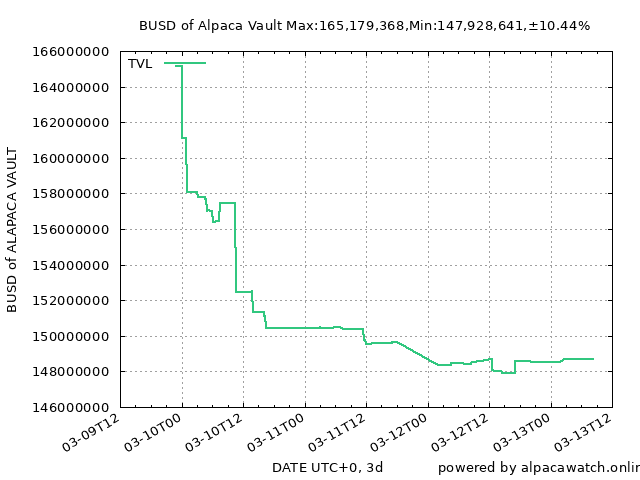 BUSD of Alpaca Vault Max:165,179,368,Min:147,928,641,±10.44%
TVL
BUSD of ALAPACA VAULT
166000000
164000000
162000000
160000000
158000000
156000000
154000000
152000000
150000000
148000000
146000000
03-09T12
03-10T00
03-10T12
03-11T00
03-11T12
03-12T00
03-12T12
03-13T00
03-13T12
DATE UTC+0, 3d
powered by alpacawatch.onlin